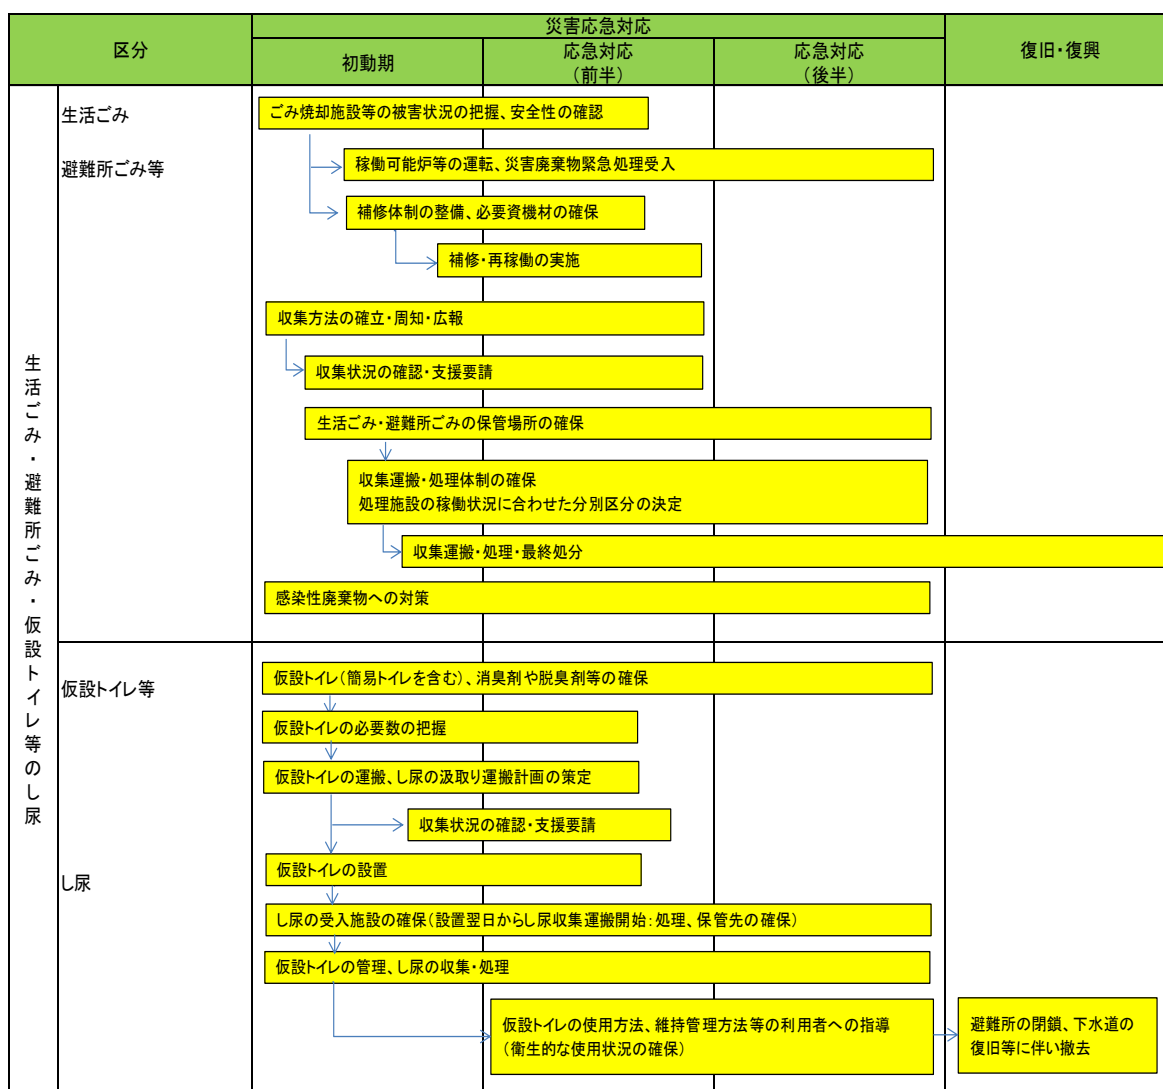 区分
災害応急対応
初動期
応急対応
(前半)
応急対応
(後半)
復旧・復興
生活ごみ・避難所ごみ・仮設トイレ等のし尿
生活ごみ
ごみ焼却施設等の被害状況の把握、安全性の確認
避難所ごみ等
稼働可能炉等の運転、災害廃棄物緊急処理受入
補修体制の整備、必要資機材の確保
補修・再稼働の実施
収集方法の確立・周知・広報
収集状況の確認・支援要請
生活ごみ・避難所ごみの保管場所の確保
収集運搬・処理体制の確保
処理施設の稼働状況に合わせた分別区分の決定
収集運搬・処理・最終処分
感染性廃棄物への対策
仮設トイレ等
仮設トイレ(簡易トイレを含む)、消臭剤や脱臭剤等の確保
仮設トイレの必要数の把握
仮設トイレの運搬、し尿の汲取り運搬計画の策定
収集状況の確認・支援要請
し尿
仮設トイレの設置
し尿の受入施設の確保(設置翌日からし尿収集運搬開始:処理、保管先の確保)
仮設トイレの管理、し尿の収集・処理
仮設トイレの使用方法、維持管理方法等の利用者への指導
(衛生的な使用状況の確保)
避難所の閉鎖、下水道の
復旧等に伴い撤去